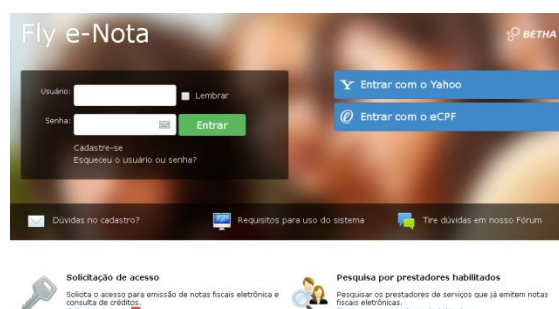 Fly e-Nota
BETHA
Usuário:
Lembrar
Senha:
Entrar
Cadastre-se
Esqueceu o usuário ou senha?
Entrar com o Yahoo
Entrar com o eCPF
Dúvidas no cadastro?
Requisitos para uso do sistema
Tire dúvidas em nosso Fórum
Solicitação de acesso
Solicita o acesso para emissão de notas fiscais eletrônica e
consulta de créditos.
Pesquisa por prestadores habilitados
Pesquisar os prestadores de serviços que já emitem notas
fiscais eletrônicas.